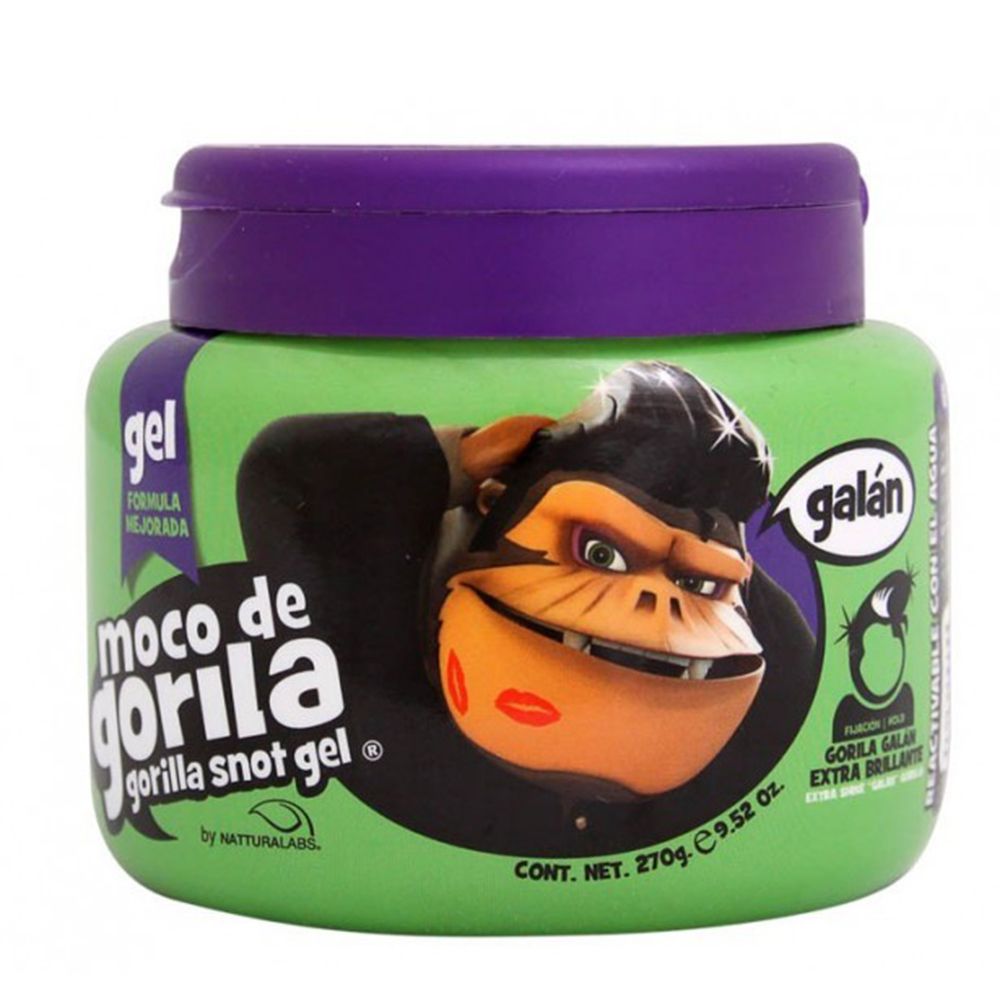 gel
FORMULA
MEJORADA
galán
moco de
gorila
gorilla snot gel ®
by NATTURALABS®
FIJACIÓN | HOLD
GORILA GALÁN
EXTRA BRILLANTE
EXTRA SHINE "GALAN" GORILLA
CONT. NET. 270g. e 9.52 Oz.
REACTIVABLE CON EL AGUA